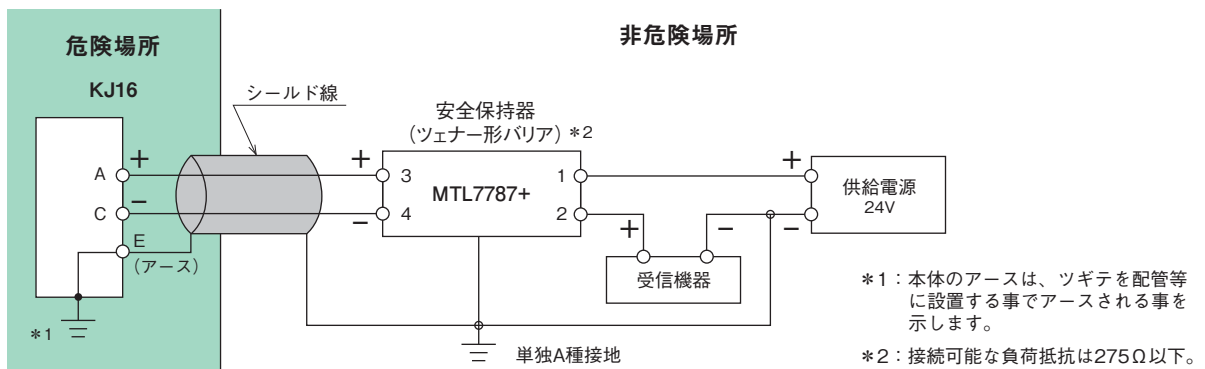 危険場所
非危険場所
KJ16
シールド線
安全保持器
（ツェナー形バリア）＊2
A
+
C
-
E
（アース）
＊1
+
3
-
4
MTL7787+
1
2
+
-
受信機器
+
-
供給電源
24V
単独A種接地
＊1：本体のアースは、ツギテを配管等
に設置する事でアースされる事を
示します。
＊2：接続可能な負荷抵抗は275Ω以下。